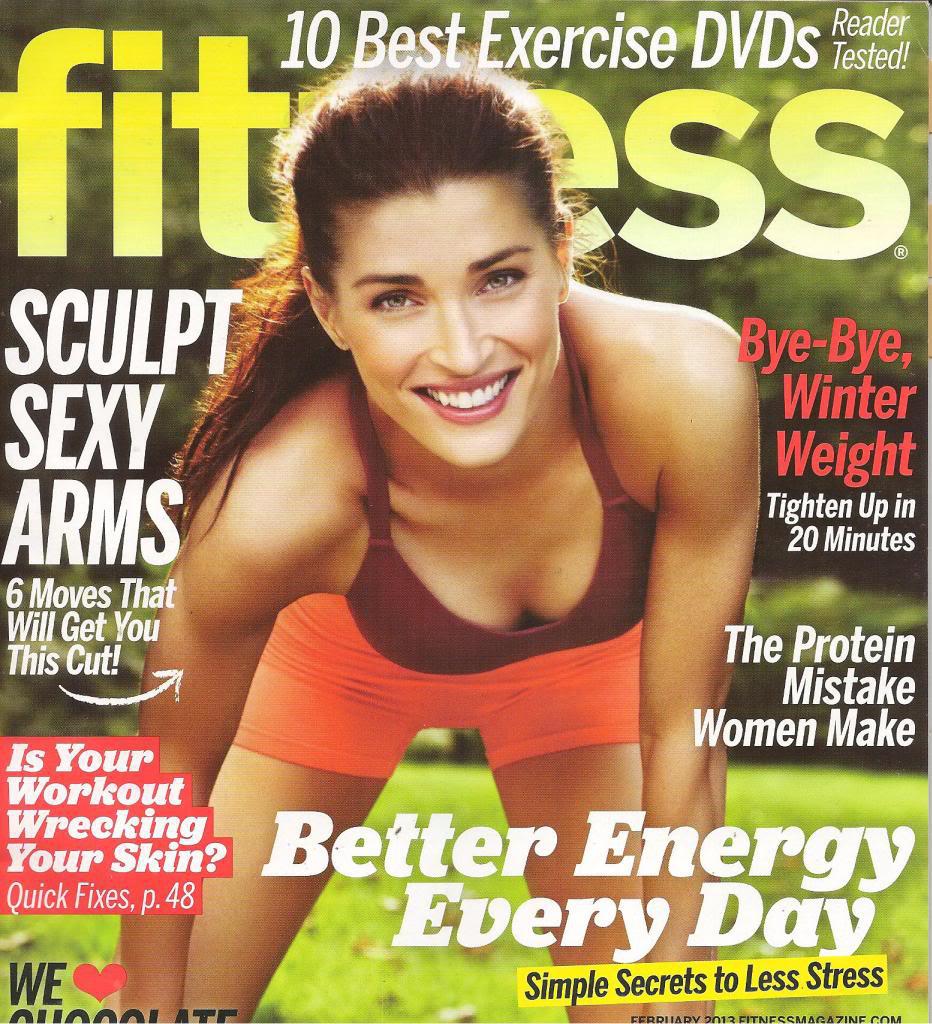 10 Best Exercise DVDs
Reader
Tested!
fitness®
SCULPT
SEXY
ARMS
6 Moves That
Will Get You
This Cut!
Bye-Bye,
Winter
Weight
Tighten Up in
20 Minutes
The Protein
Mistake
Women Make
Is Your
Workout
Wrecking
Your Skin?
Quick Fixes, p. 48
Better Energy
Every Day
Simple Secrets to Less Stress
WE ❤
CHOCOLATE
FEBRUARY 2013 FITNESSMAGAZINE.COM